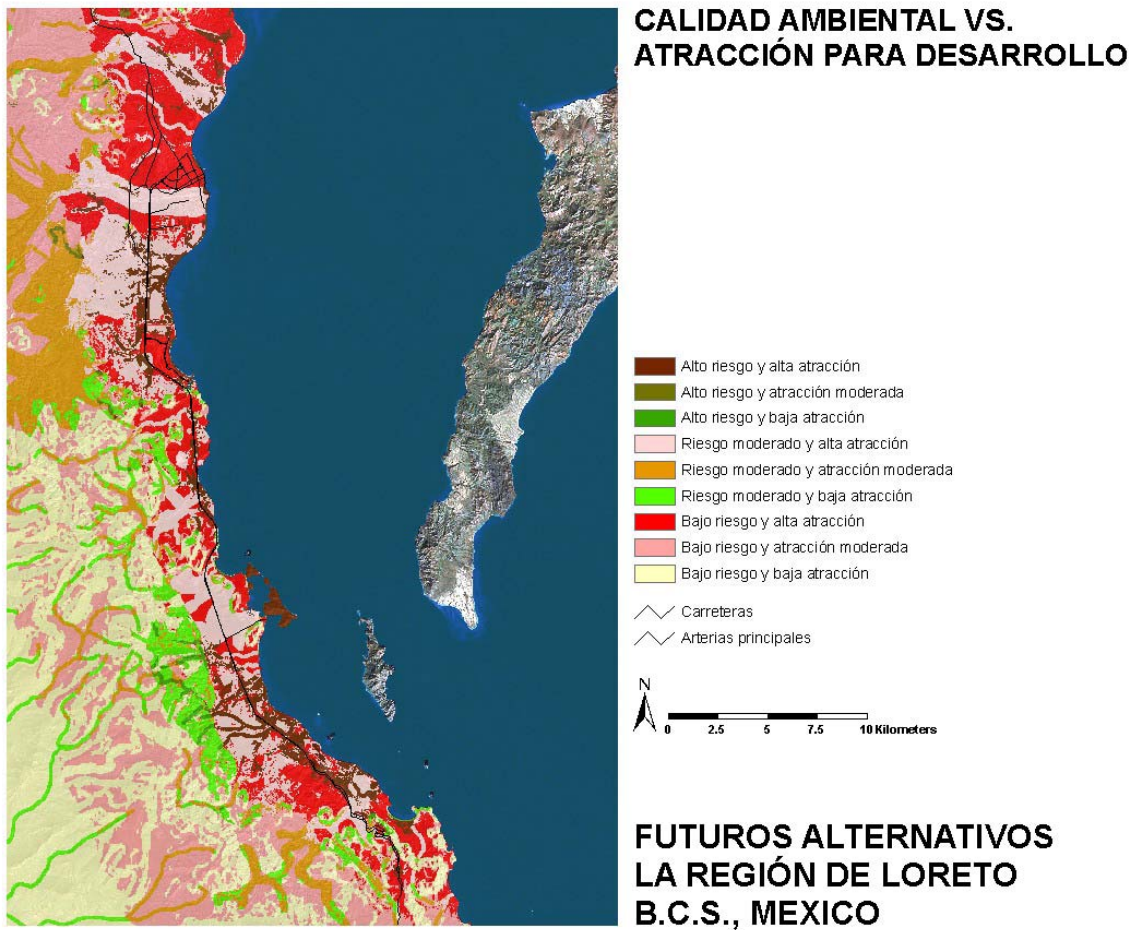 CALIDAD AMBIENTAL VS.
ATRACCIÓN PARA DESARROLLO
Alto riesgo y alta atracción
Alto riesgo y atracción moderada
Alto riesgo y baja atracción
Riesgo moderado y alta atracción
Riesgo moderado y atracción moderada
Riesgo moderado y baja atracción
Bajo riesgo y alta atracción
Bajo riesgo y atracción moderada
Bajo riesgo y baja atracción
Carreteras
Arterias principales
N
0 2.5 5 7.5 10 Kilometers
FUTUROS ALTERNATIVOS
LA REGIÓN DE LORETO
B.C.S., MEXICO